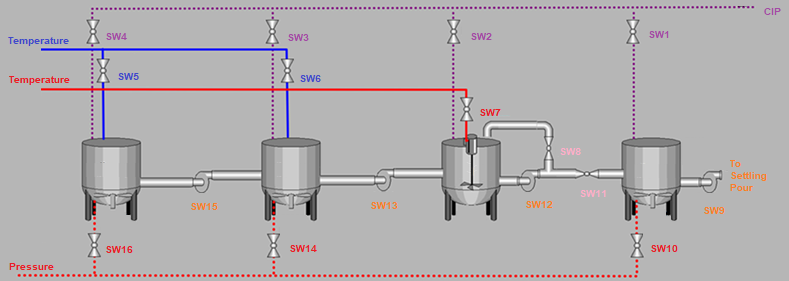 CIP
SW4
SW3
SW2
SW1
Temperature
SW5
SW6
Temperature
SW7
SW8
To
Settling
Pour
SW15
SW13
SW12
SW11
SW9
SW16
SW14
SW10
Pressure